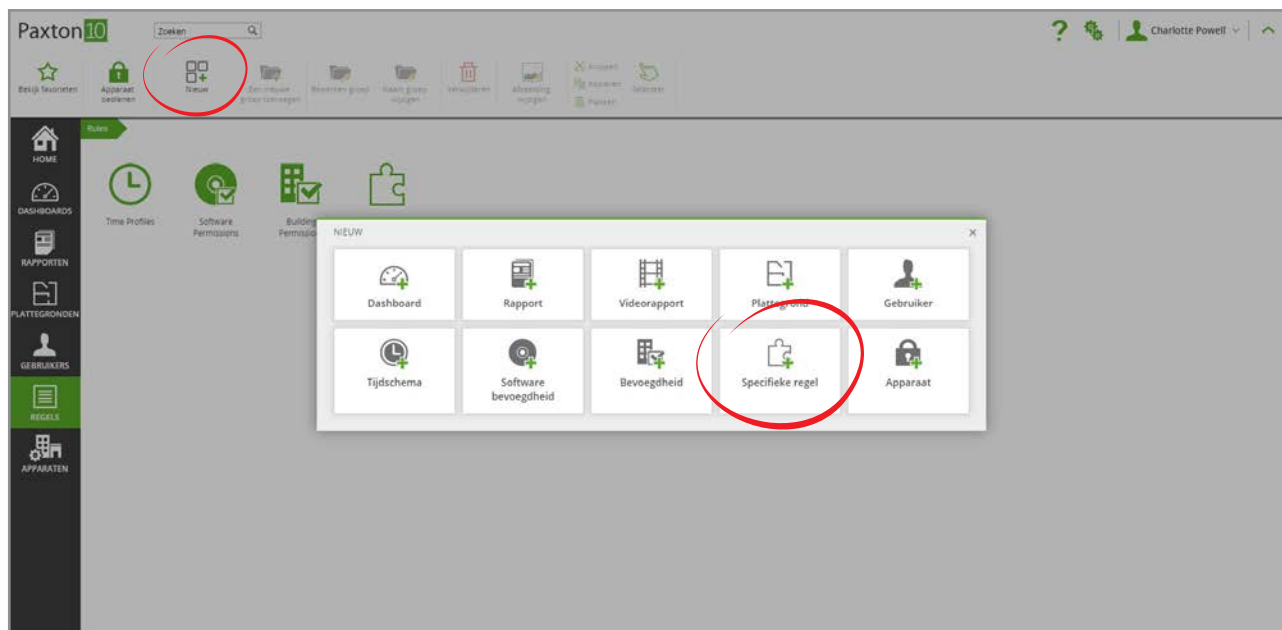 Paxton10
Zoeken
Charlotte Powell
Bekijk favorieten
Apparaat bedienen
Nieuw
Een nieuwe groep toevoegen
Bewerken groep
Naam groep wijzigen
Verwijderen
Afbeelding wijzigen
Knippen
Kopiëren
Plakken
Selecteer
HOME
DASHBOARDS
RAPPORTEN
PLATTEGRONDEN
GEBRUIKERS
REGELS
APPARATEN
Rules
Time Profiles
Software Permissions
Building
Permissio
NIEUW
Dashboard
Rapport
Videorapport
Plattegrond
Gebruiker
Tijdschema
Software bevoegdheid
Bevoegdheid
Specifieke regel
Apparaat